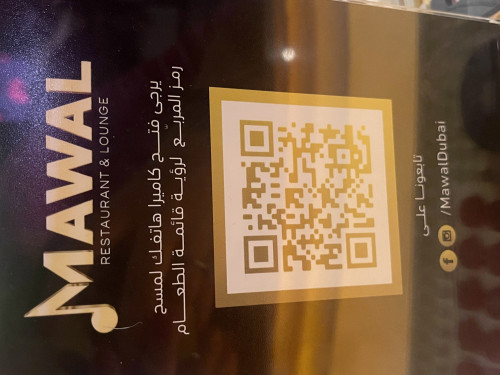 MAWAL
RESTAURANT & LOUNGE
يرجى فتح كاميرا هاتفك لمسح
رمز المربع لرؤية قائمة الطعام
تابعونا على
/MawalDubai